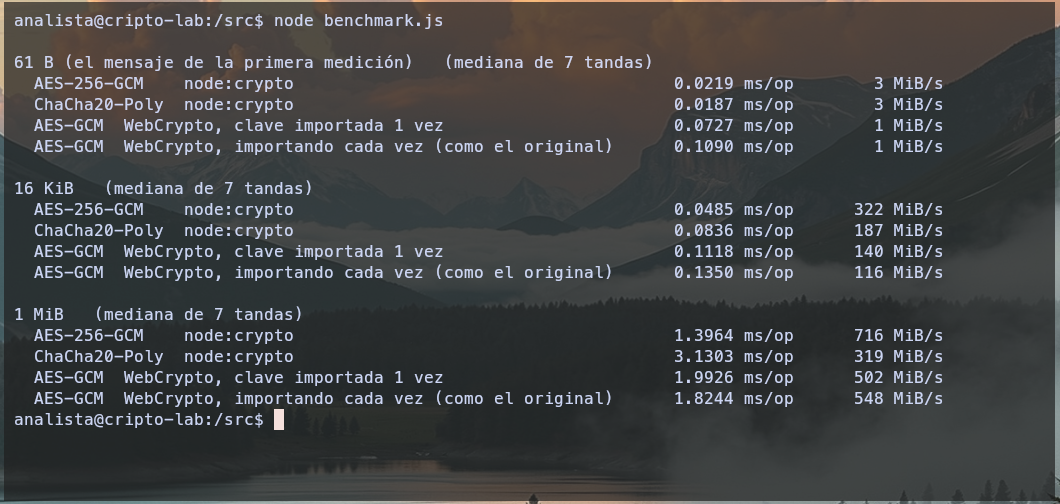 analista@cripto-lab:/src$ node benchmark.js
61 B (el mensaje de la primera medición)   (mediana de 7 tandas)
  AES-256-GCM    node:crypto                                      0.0219 ms/op        3 MiB/s
  ChaCha20-Poly  node:crypto                                      0.0187 ms/op        3 MiB/s
  AES-GCM  WebCrypto, clave importada 1 vez                       0.0727 ms/op        1 MiB/s
  AES-GCM  WebCrypto, importando cada vez (como el original)      0.1090 ms/op        1 MiB/s
16 KiB   (mediana de 7 tandas)
  AES-256-GCM    node:crypto                                      0.0485 ms/op      322 MiB/s
  ChaCha20-Poly  node:crypto                                      0.0836 ms/op      187 MiB/s
  AES-GCM  WebCrypto, clave importada 1 vez                       0.1118 ms/op      140 MiB/s
  AES-GCM  WebCrypto, importando cada vez (como el original)      0.1350 ms/op      116 MiB/s
1 MiB   (mediana de 7 tandas)
  AES-256-GCM    node:crypto                                      1.3964 ms/op      716 MiB/s
  ChaCha20-Poly  node:crypto                                      3.1303 ms/op      319 MiB/s
  AES-GCM  WebCrypto, clave importada 1 vez                       1.9926 ms/op      502 MiB/s
  AES-GCM  WebCrypto, importando cada vez (como el original)      1.8244 ms/op      548 MiB/s
analista@cripto-lab:/src$